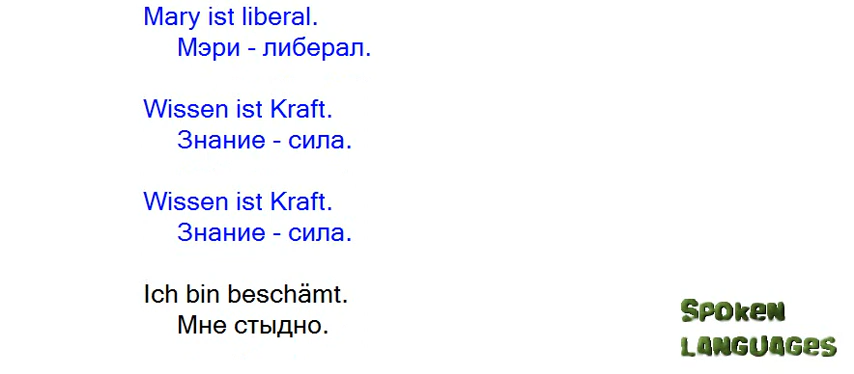 Mary ist liberal.
Мэри - либерал.
Wissen ist Kraft.
Знание - сила.
Wissen ist Kraft.
Знание - сила.
Ich bin beschämt.
Мне стыдно.
Spoken
Languages